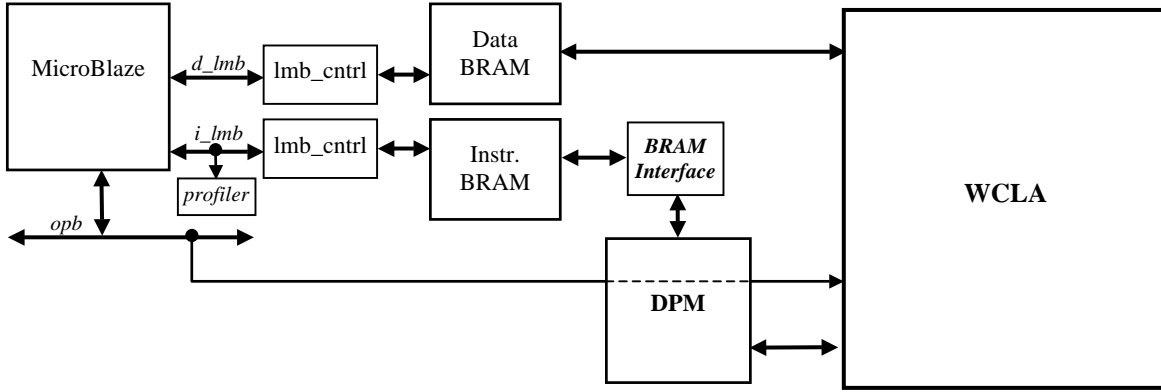 MicroBlaze
d_lmb
lmb_cntrl
Data
BRAM
i_lmb
lmb_cntrl
Instr.
BRAM
BRAM
Interface
profiler
opb
DPM
WCLA